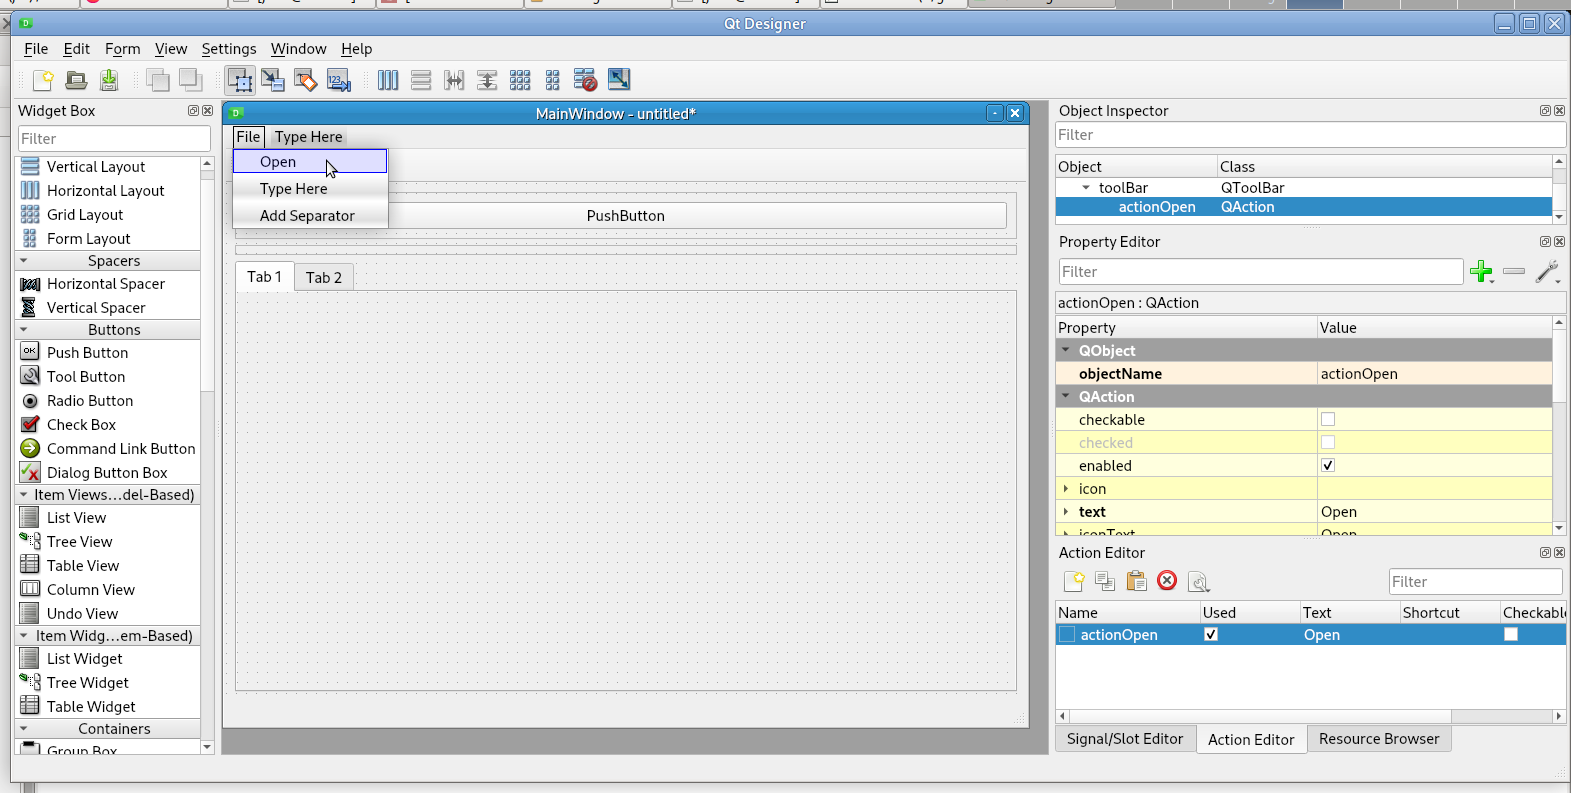 Qt Designer
File Edit Form View Settings Window Help
Widget Box
Filter
Vertical Layout
Horizontal Layout
Grid Layout
Form Layout
Spacers
Horizontal Spacer
Vertical Spacer
Buttons
OK Push Button
Tool Button
Radio Button
Check Box
Command Link Button
Dialog Button Box
Item Views...del-Based)
List View
Tree View
Table View
Column View
Undo View
Item Widg...em-Based)
List Widget
Tree Widget
Table Widget
Containers
Group Box
MainWindow - untitled*
File Type Here
Open
Type Here
Add Separator
PushButton
Tab 1 Tab 2
Object Inspector
Filter
Object Class
toolBar QToolBar
actionOpen QAction
Property Editor
Filter
actionOpen : QAction
Property Value
QObject
objectName actionOpen
QAction
checkable
checked
enabled
icon
text Open
iconText Open
Action Editor
Filter
Name Used Text Shortcut Checkable
actionOpen Open
Signal/Slot Editor Action Editor Resource Browser